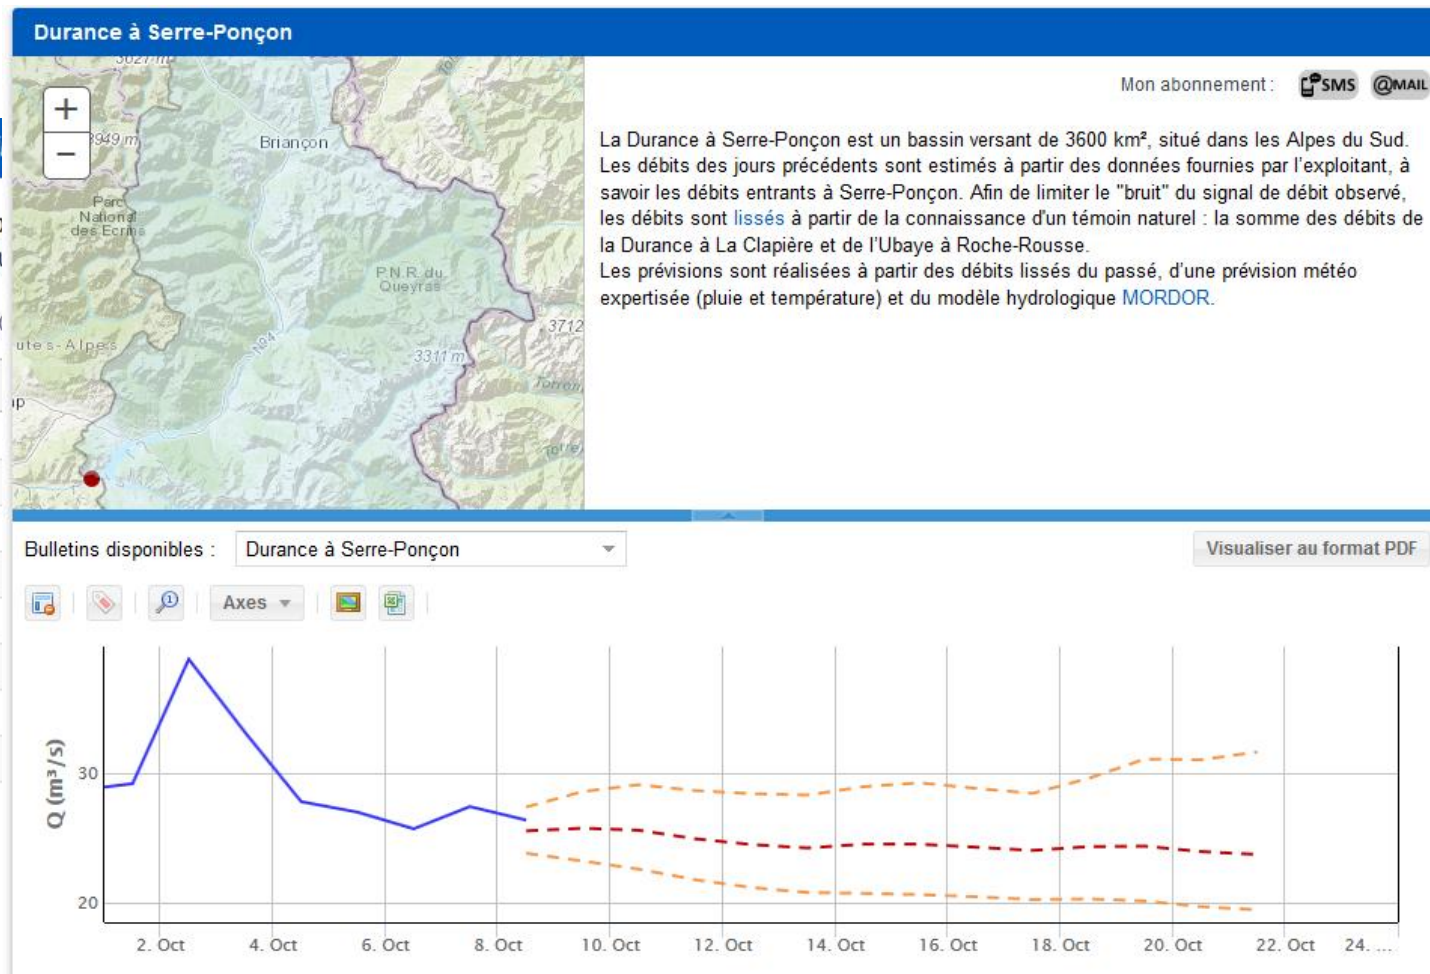 Durance à Serre-Ponçon
+
−
3027 m
3949 m
Briançon
Parc
National
des Ecrins
P.N.R. du
Queyras
3712
utes-Alpes
N94
3311 m
ap
Mon abonnement :
SMS
@MAIL
La Durance à Serre-Ponçon est un bassin versant de 3600 km², situé dans les Alpes du Sud.
Les débits des jours précédents sont estimés à partir des données fournies par l'exploitant, à
savoir les débits entrants à Serre-Ponçon. Afin de limiter le "bruit" du signal de débit observé,
les débits sont lissés à partir de la connaissance d'un témoin naturel : la somme des débits de
la Durance à La Clapière et de l'Ubaye à Roche-Rousse.
Les prévisions sont réalisées à partir des débits lissés du passé, d'une prévision météo
expertisée (pluie et température) et du modèle hydrologique MORDOR.
Bulletins disponibles :
Durance à Serre-Ponçon
Visualiser au format PDF
1
Axes
Q (m³/s)
30
20
2. Oct
4. Oct
6. Oct
8. Oct
10. Oct
12. Oct
14. Oct
16. Oct
18. Oct
20. Oct
22. Oct
24. ...